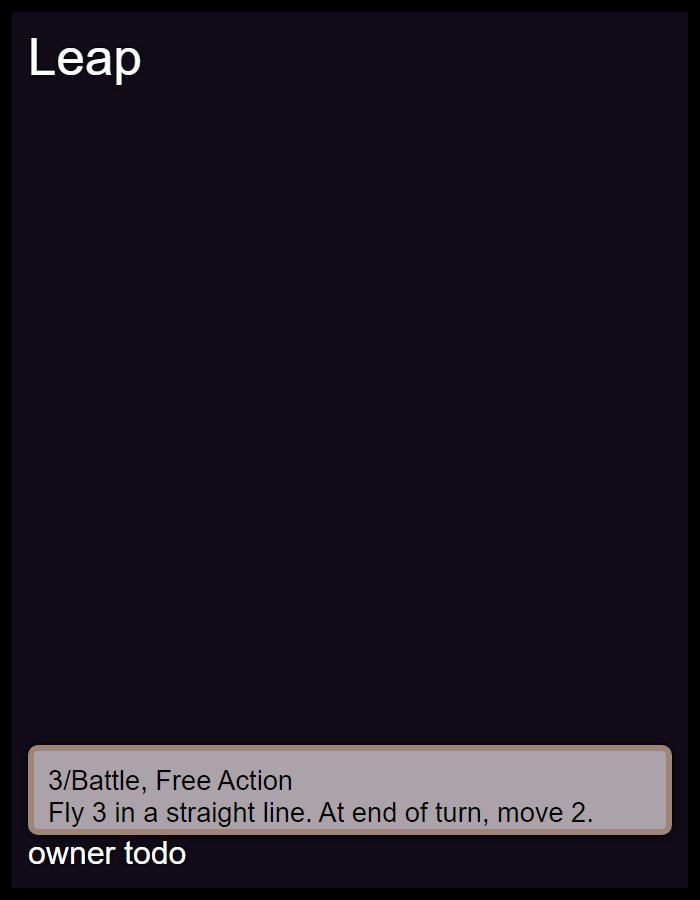 Leap
3/Battle, Free Action
Fly 3 in a straight line. At end of turn, move 2.
owner todo